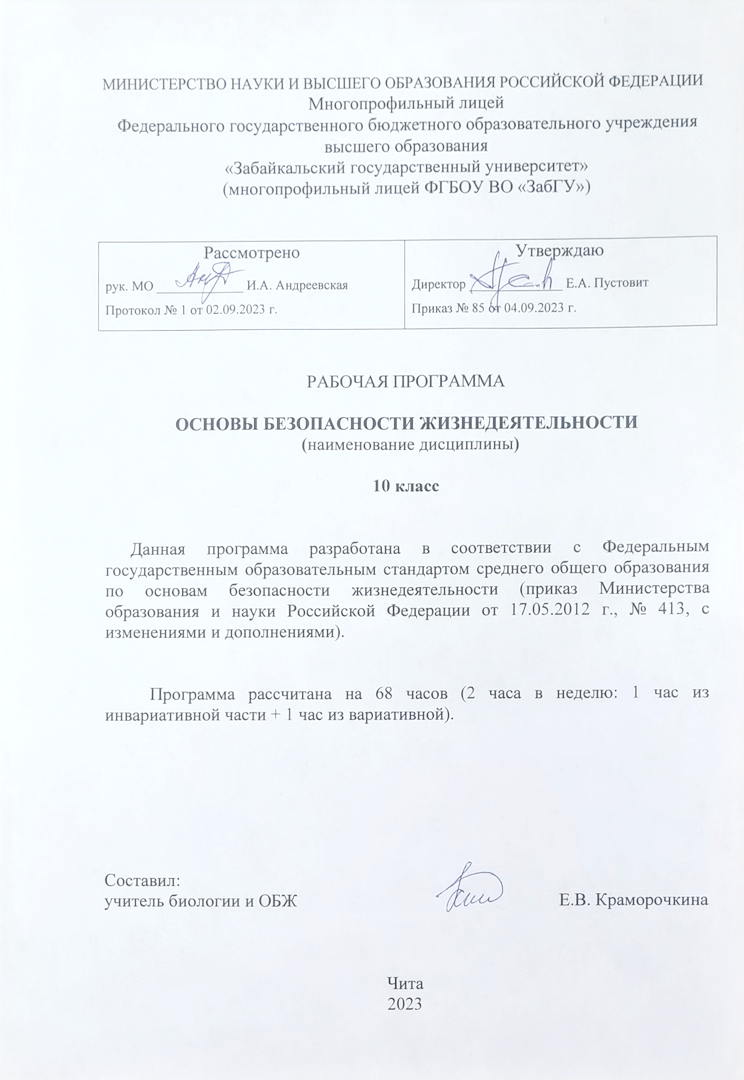 МИНИСТЕРСТВО НАУКИ И ВЫСШЕГО ОБРАЗОВАНИЯ РОССИЙСКОЙ ФЕДЕРАЦИИ
Многопрофильный лицей
Федерального государственного бюджетного образовательного учреждения
высшего образования
«Забайкальский государственный университет»
(многопрофильный лицей ФГБОУ ВО «ЗабГУ»)
Рассмотрено
рук. МО ____________ И.А. Андреевская
Протокол № 1 от 02.09.2023 г.
Утверждаю
Директор ____________ Е.А. Пустовит
Приказ № 85 от 04.09.2023 г.
РАБОЧАЯ ПРОГРАММА
ОСНОВЫ БЕЗОПАСНОСТИ ЖИЗНЕДЕЯТЕЛЬНОСТИ
(наименование дисциплины)
10 класс
Данная программа разработана в соответствии с Федеральным
государственным образовательным стандартом среднего общего образования
по основам безопасности жизнедеятельности (приказ Министерства
образования и науки Российской Федерации от 17.05.2012 г., № 413, с
изменениями и дополнениями).
Программа рассчитана на 68 часов (2 часа в неделю: 1 час из
инвариативной части + 1 час из вариативной).
Составил:
учитель биологии и ОБЖ Е.В. Краморочкина
Чита
2023